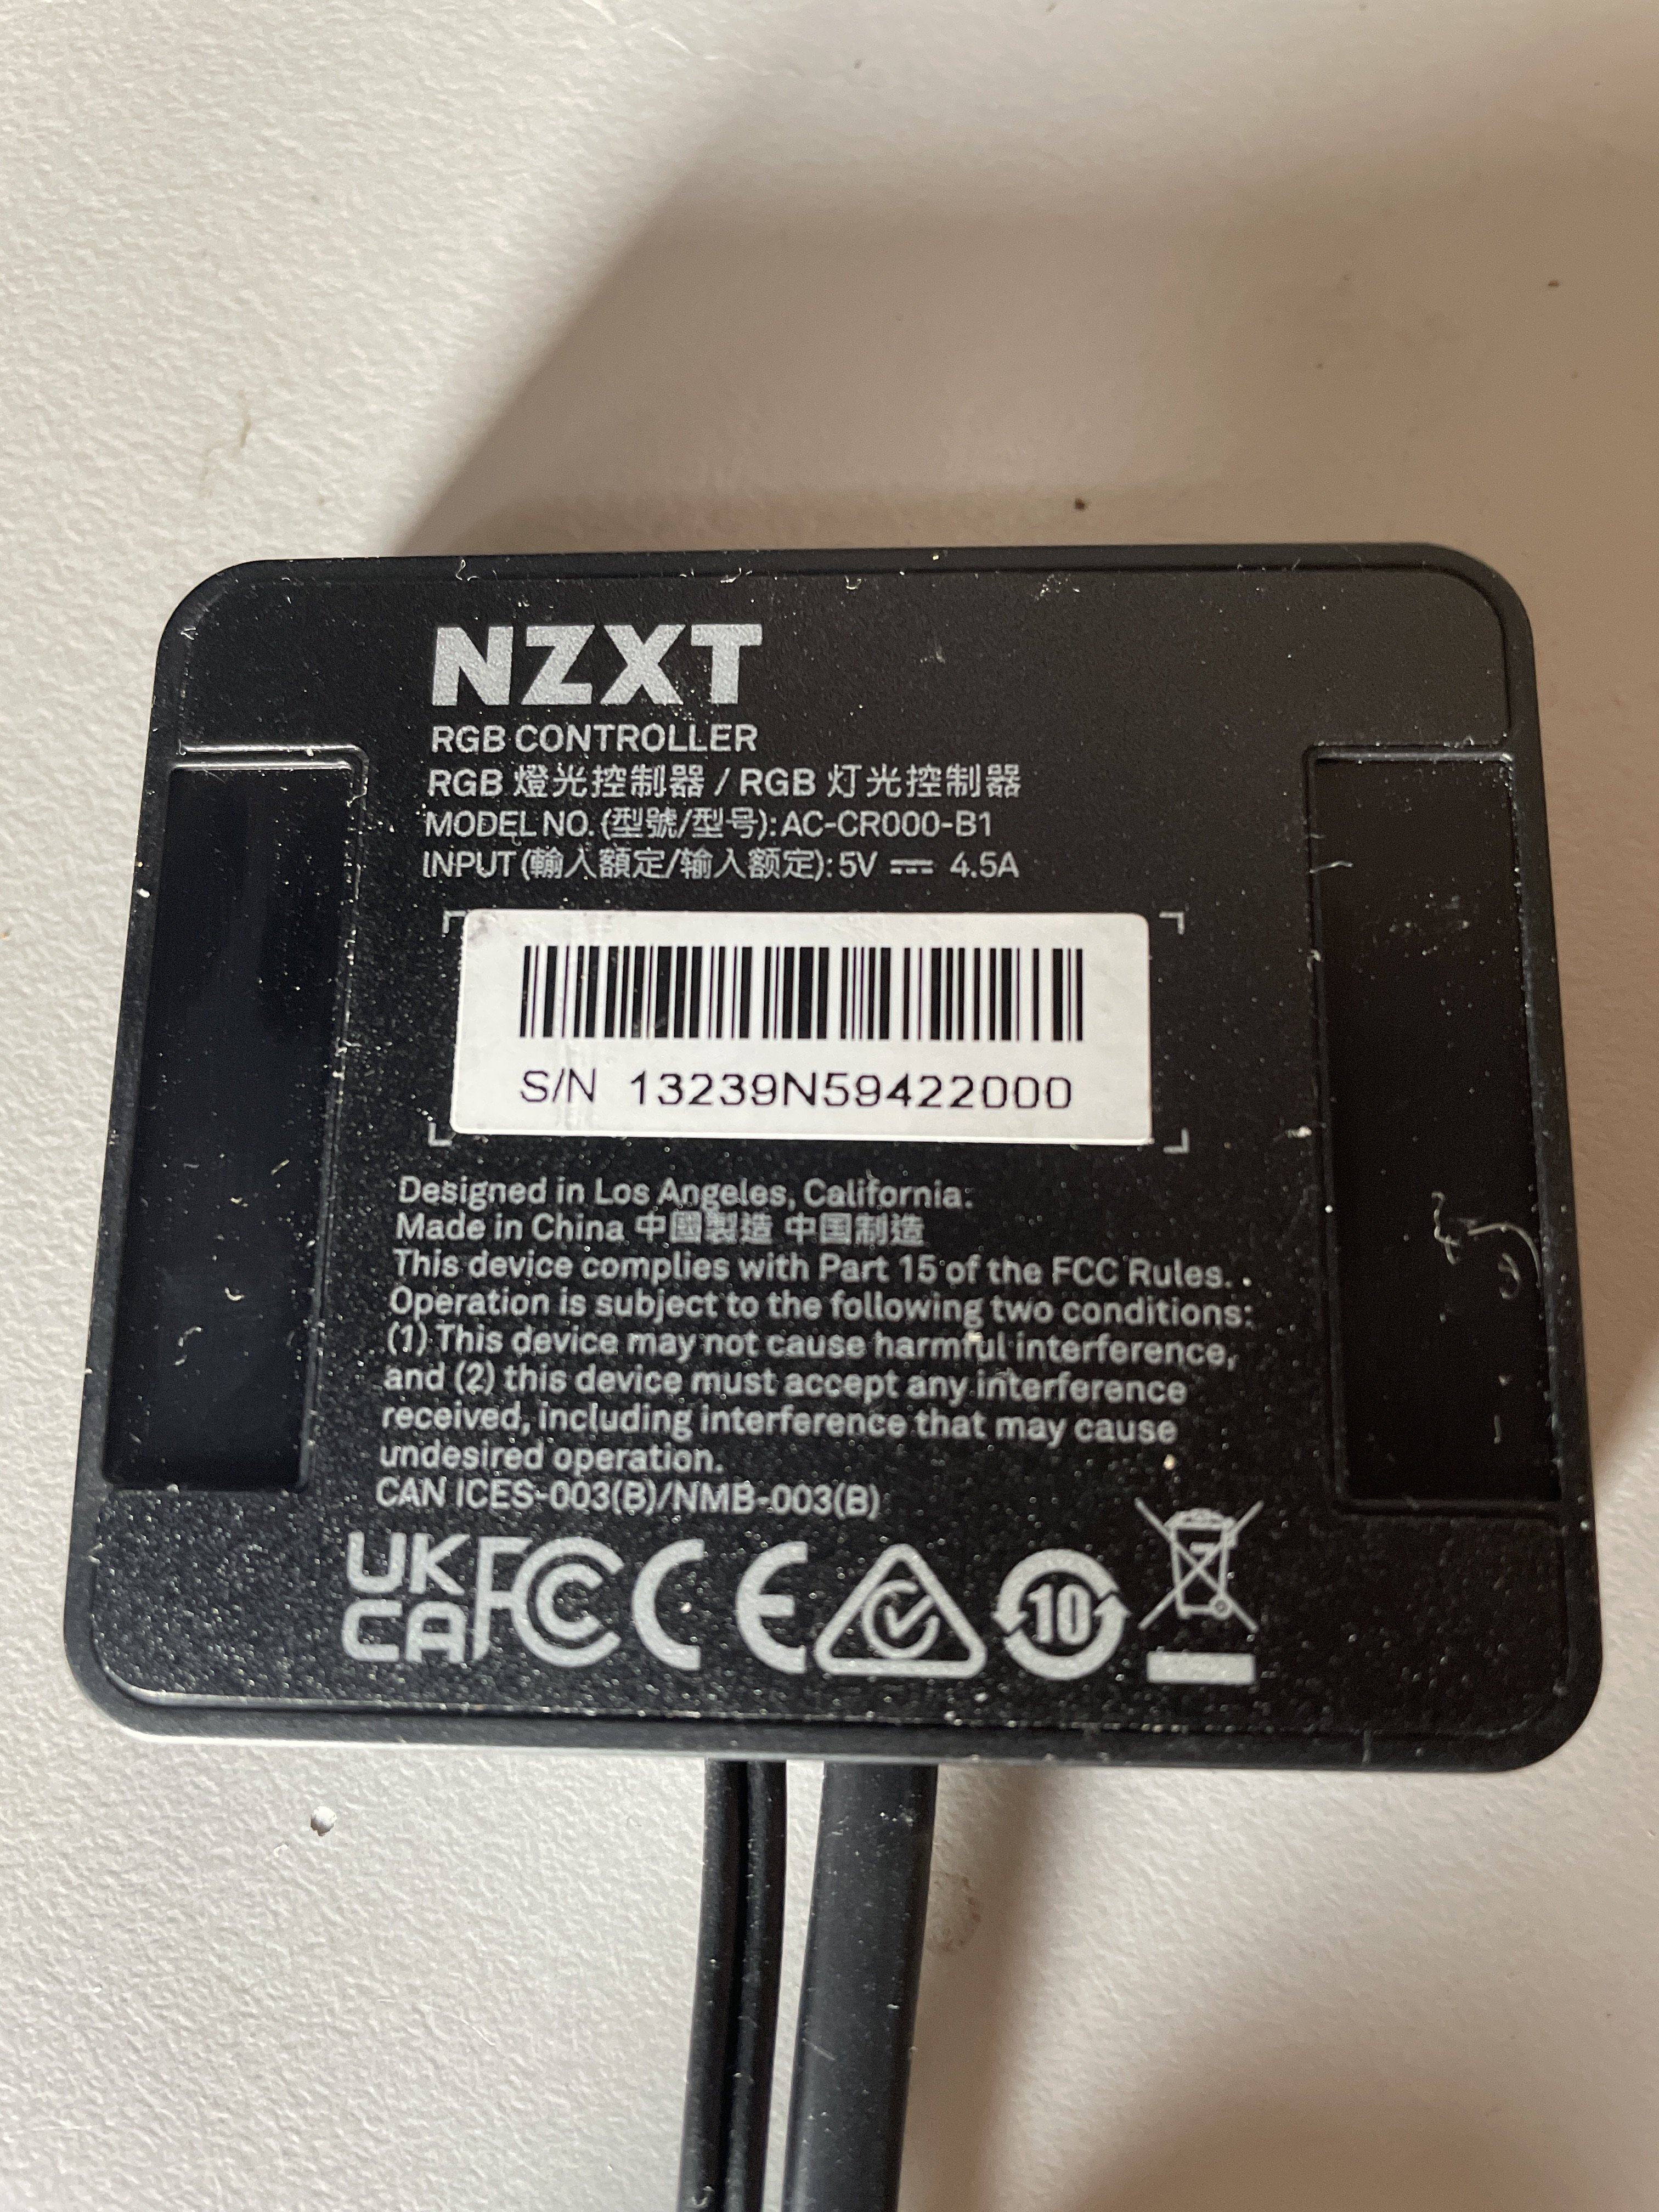 NZXT
RGB CONTROLLER
RGB 燈光控制器 / RGB 灯光控制器
MODEL NO. (型號/型号): AC-CR000-B1
INPUT (輸入額定/输入额定): 5V ⎓ 4.5A
S/N 13239N59422000
Designed in Los Angeles, California.
Made in China 中國製造 中国制造
This device complies with Part 15 of the FCC Rules.
Operation is subject to the following two conditions:
(1) This device may not cause harmful interference,
and (2) this device must accept any interference
received, including interference that may cause
undesired operation.
CAN ICES-003(B)/NMB-003(B)
UK
CA FC CE 10